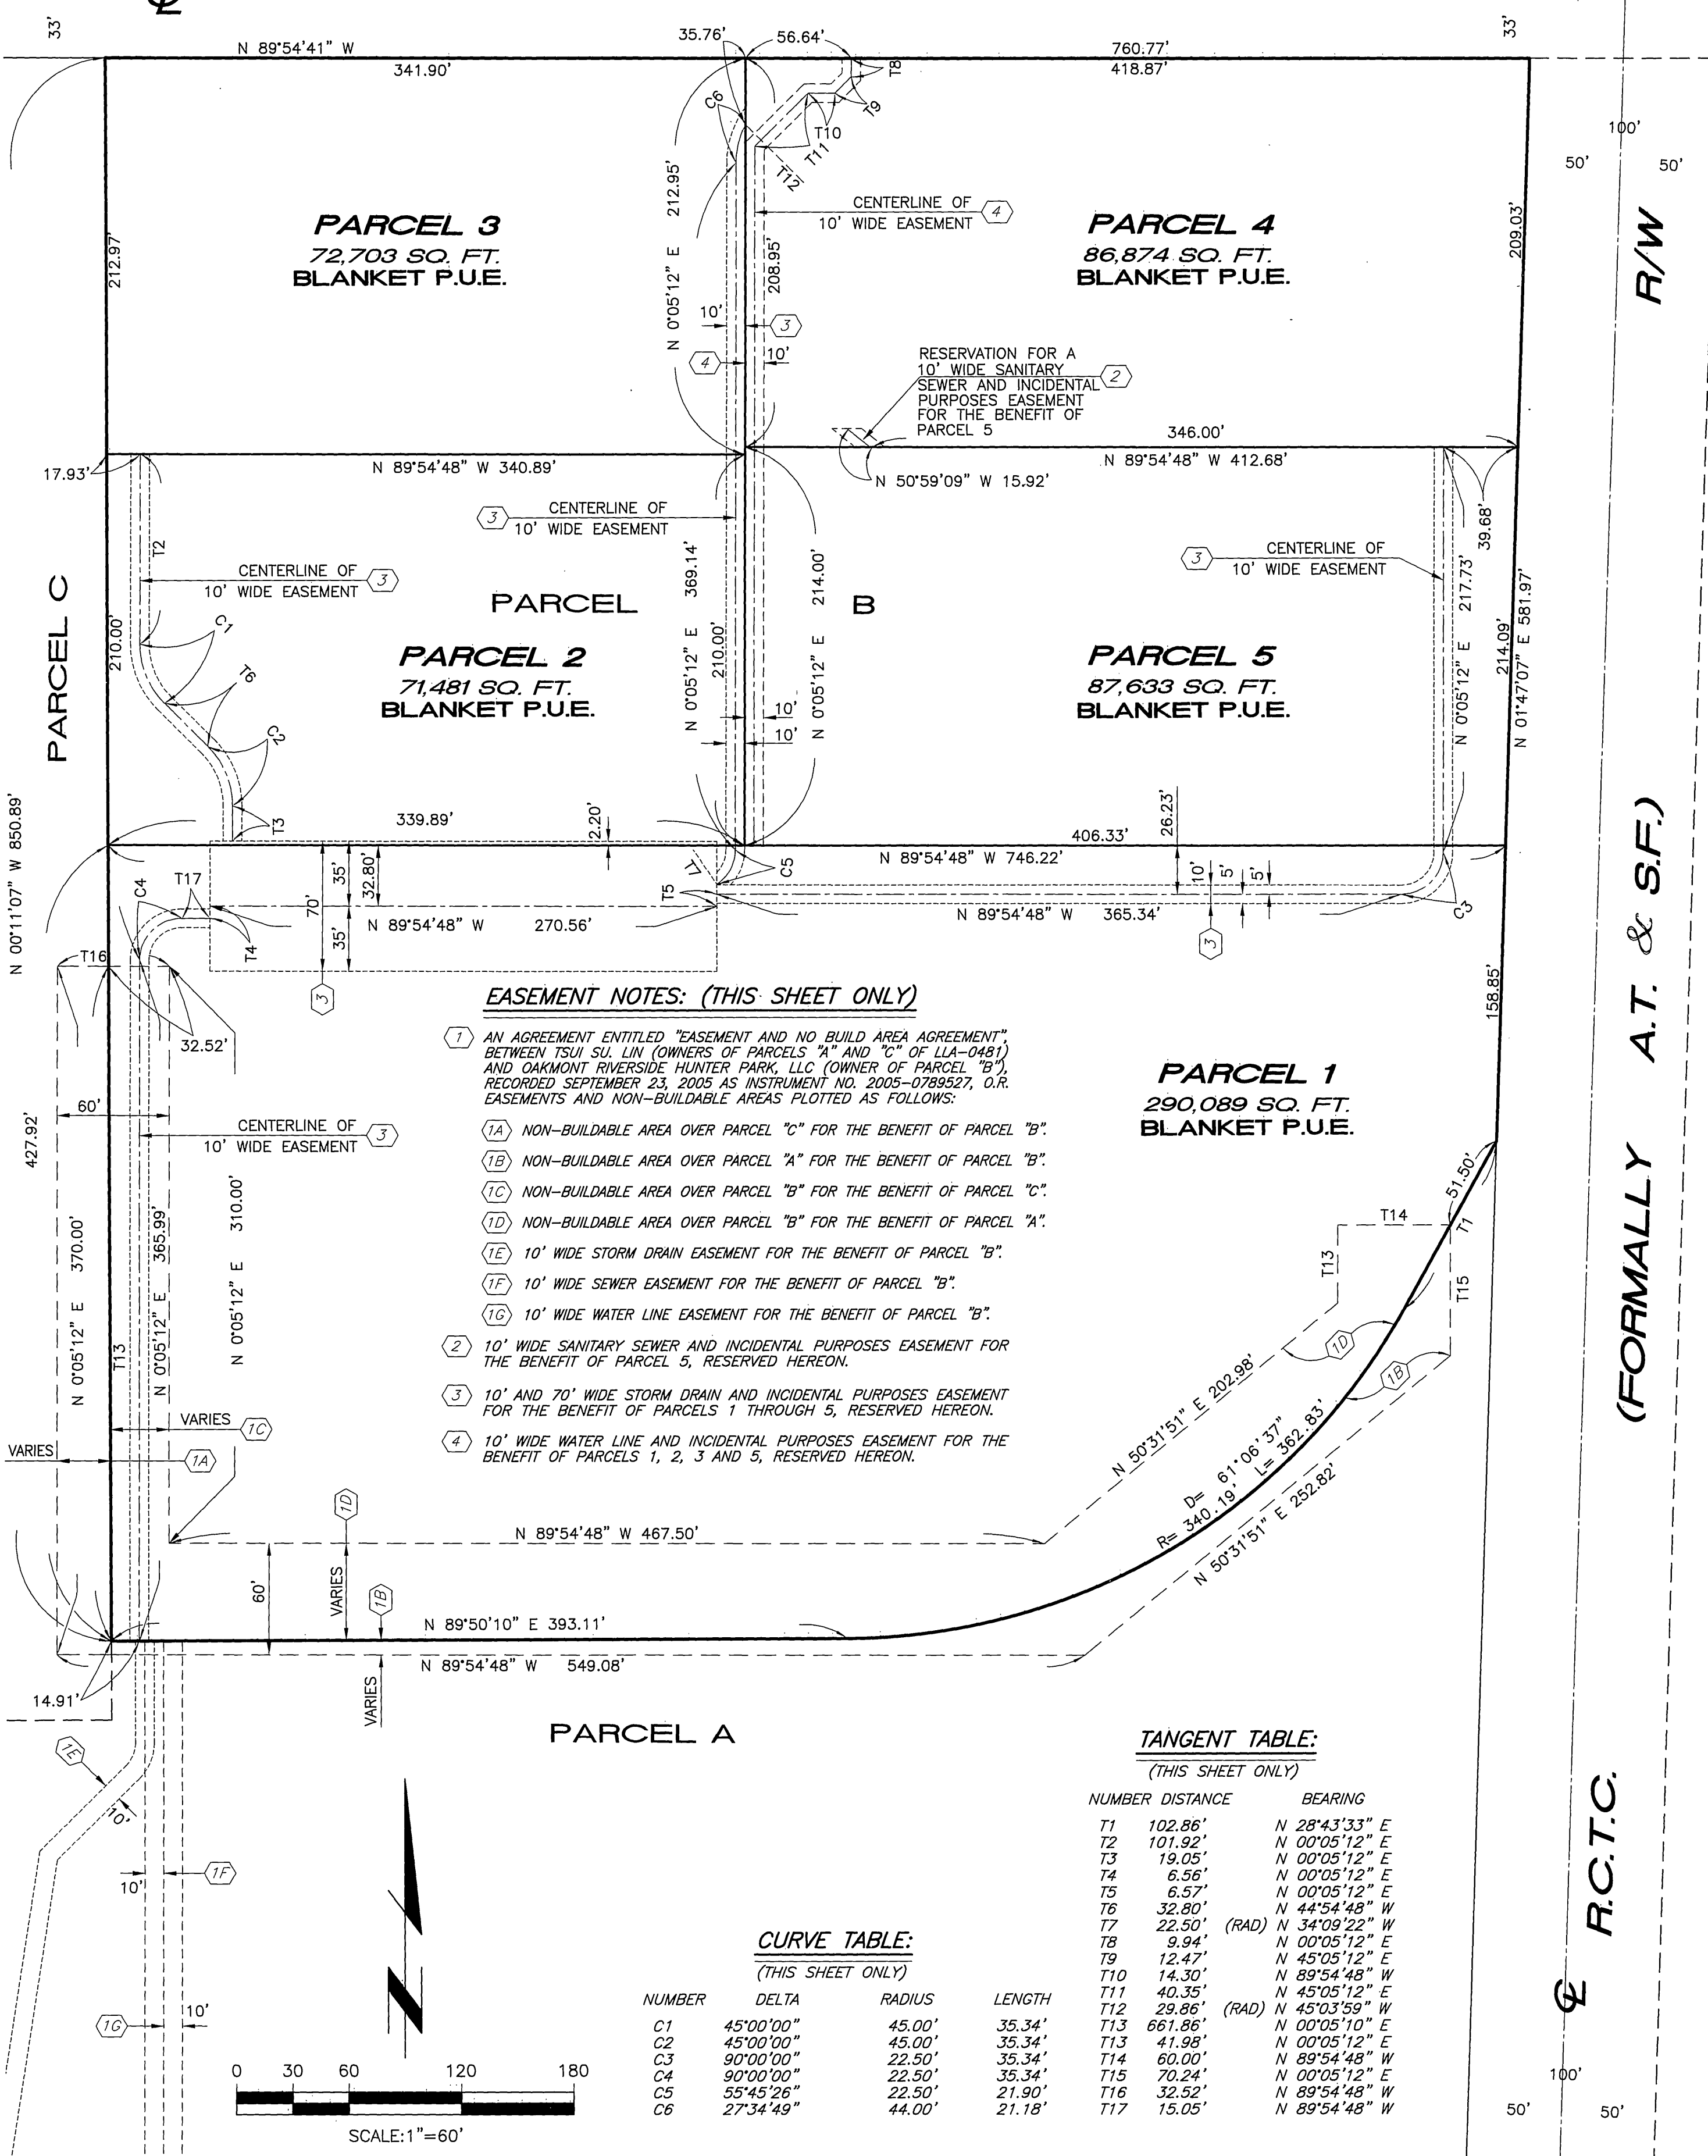 ℄
33'
N 89°54'41" W
341.90'
35.76'
56.64'
760.77'
418.87'
33'
T8
T9
T10
T11
T12
C6
100'
50'
50'
PARCEL 3
72,703 SQ. FT.
BLANKET P.U.E.
212.97'
N 0°05'12" E 212.95'
208.95'
CENTERLINE OF
10' WIDE EASEMENT
4
PARCEL 4
86,874 SQ. FT.
BLANKET P.U.E.
209.03'
R/W
10'
3
4
10'
RESERVATION FOR A
10' WIDE SANITARY
SEWER AND INCIDENTAL
PURPOSES EASEMENT
FOR THE BENEFIT OF
PARCEL 5
2
346.00'
17.93'
N 89°54'48" W 340.89'
N 89°54'48" W 412.68'
N 50°59'09" W 15.92'
3
CENTERLINE OF
10' WIDE EASEMENT
39.68'
T2
CENTERLINE OF
10' WIDE EASEMENT
3
3
CENTERLINE OF
10' WIDE EASEMENT
PARCEL C
210.00'
C1
T6
C2
T3
PARCEL
B
PARCEL 2
71,481 SQ. FT.
BLANKET P.U.E.
N 0°05'12" E 369.14'
210.00'
N 0°05'12" E 214.00'
10'
10'
PARCEL 5
87,633 SQ. FT.
BLANKET P.U.E.
N 0°05'12" E 217.73'
214.09'
N 01°47'07" E 581.97'
N 00°11'07" W 850.89'
339.89'
2.20'
406.33'
26.23'
N 89°54'48" W 746.22'
T7
C5
T5
C3
10'
5'
5'
N 89°54'48" W 365.34'
3
C4
T17
T4
70'
35'
32.80'
35'
N 89°54'48" W 270.56'
3
T16
32.52'
158.85'
EASEMENT NOTES: (THIS SHEET ONLY)
1 AN AGREEMENT ENTITLED "EASEMENT AND NO BUILD AREA AGREEMENT",
BETWEEN TSUI SU. LIN (OWNERS OF PARCELS "A" AND "C" OF LLA-0481)
AND OAKMONT RIVERSIDE HUNTER PARK, LLC (OWNER OF PARCEL "B"),
RECORDED SEPTEMBER 23, 2005 AS INSTRUMENT NO. 2005-0789527, O.R.
EASEMENTS AND NON-BUILDABLE AREAS PLOTTED AS FOLLOWS:
1A NON-BUILDABLE AREA OVER PARCEL "C" FOR THE BENEFIT OF PARCEL "B".
1B NON-BUILDABLE AREA OVER PARCEL "A" FOR THE BENEFIT OF PARCEL "B".
1C NON-BUILDABLE AREA OVER PARCEL "B" FOR THE BENEFIT OF PARCEL "C".
1D NON-BUILDABLE AREA OVER PARCEL "B" FOR THE BENEFIT OF PARCEL "A".
1E 10' WIDE STORM DRAIN EASEMENT FOR THE BENEFIT OF PARCEL "B".
1F 10' WIDE SEWER EASEMENT FOR THE BENEFIT OF PARCEL "B".
1G 10' WIDE WATER LINE EASEMENT FOR THE BENEFIT OF PARCEL "B".
2 10' WIDE SANITARY SEWER AND INCIDENTAL PURPOSES EASEMENT FOR
THE BENEFIT OF PARCEL 5, RESERVED HEREON.
3 10' AND 70' WIDE STORM DRAIN AND INCIDENTAL PURPOSES EASEMENT
FOR THE BENEFIT OF PARCELS 1 THROUGH 5, RESERVED HEREON.
4 10' WIDE WATER LINE AND INCIDENTAL PURPOSES EASEMENT FOR THE
BENEFIT OF PARCELS 1, 2, 3 AND 5, RESERVED HEREON.
PARCEL 1
290,089 SQ. FT.
BLANKET P.U.E.
(FORMALLY A.T. & S.F.)
427.92'
60'
CENTERLINE OF
10' WIDE EASEMENT
3
N 0°05'12" E 370.00'
T13
N 0°05'12" E 365.99'
N 0°05'12" E 310.00'
VARIES
1C
VARIES
1A
51.50'
T1
T14
T13
T15
1D
1B
N 50°31'51" E 202.98'
D= 61°06'37"
R= 340.19' L= 362.83'
N 50°31'51" E 252.82'
1D
N 89°54'48" W 467.50'
60'
VARIES
1B
N 89°50'10" E 393.11'
N 89°54'48" W 549.08'
VARIES
14.91'
PARCEL A
1E
10'
10'
1F
1G
10'
TANGENT TABLE:
(THIS SHEET ONLY)
NUMBER DISTANCE BEARING
T1 102.86' N 28°43'33" E
T2 101.92' N 00°05'12" E
T3 19.05' N 00°05'12" E
T4 6.56' N 00°05'12" E
T5 6.57' N 00°05'12" E
T6 32.80' N 44°54'48" W
T7 22.50' (RAD) N 34°09'22" W
T8 9.94' N 00°05'12" E
T9 12.47' N 45°05'12" E
T10 14.30' N 89°54'48" W
T11 40.35' N 45°05'12" E
T12 29.86' (RAD) N 45°03'59" W
T13 661.86' N 00°05'10" E
T13 41.98' N 00°05'12" E
T14 60.00' N 89°54'48" W
T15 70.24' N 00°05'12" E
T16 32.52' N 89°54'48" W
T17 15.05' N 89°54'48" W
CURVE TABLE:
(THIS SHEET ONLY)
NUMBER DELTA RADIUS LENGTH
C1 45°00'00" 45.00' 35.34'
C2 45°00'00" 45.00' 35.34'
C3 90°00'00" 22.50' 35.34'
C4 90°00'00" 22.50' 35.34'
C5 55°45'26" 22.50' 21.90'
C6 27°34'49" 44.00' 21.18'
0 30 60 120 180
SCALE:1"=60'
N
℄ R.C.T.C.
100'
50'
50'